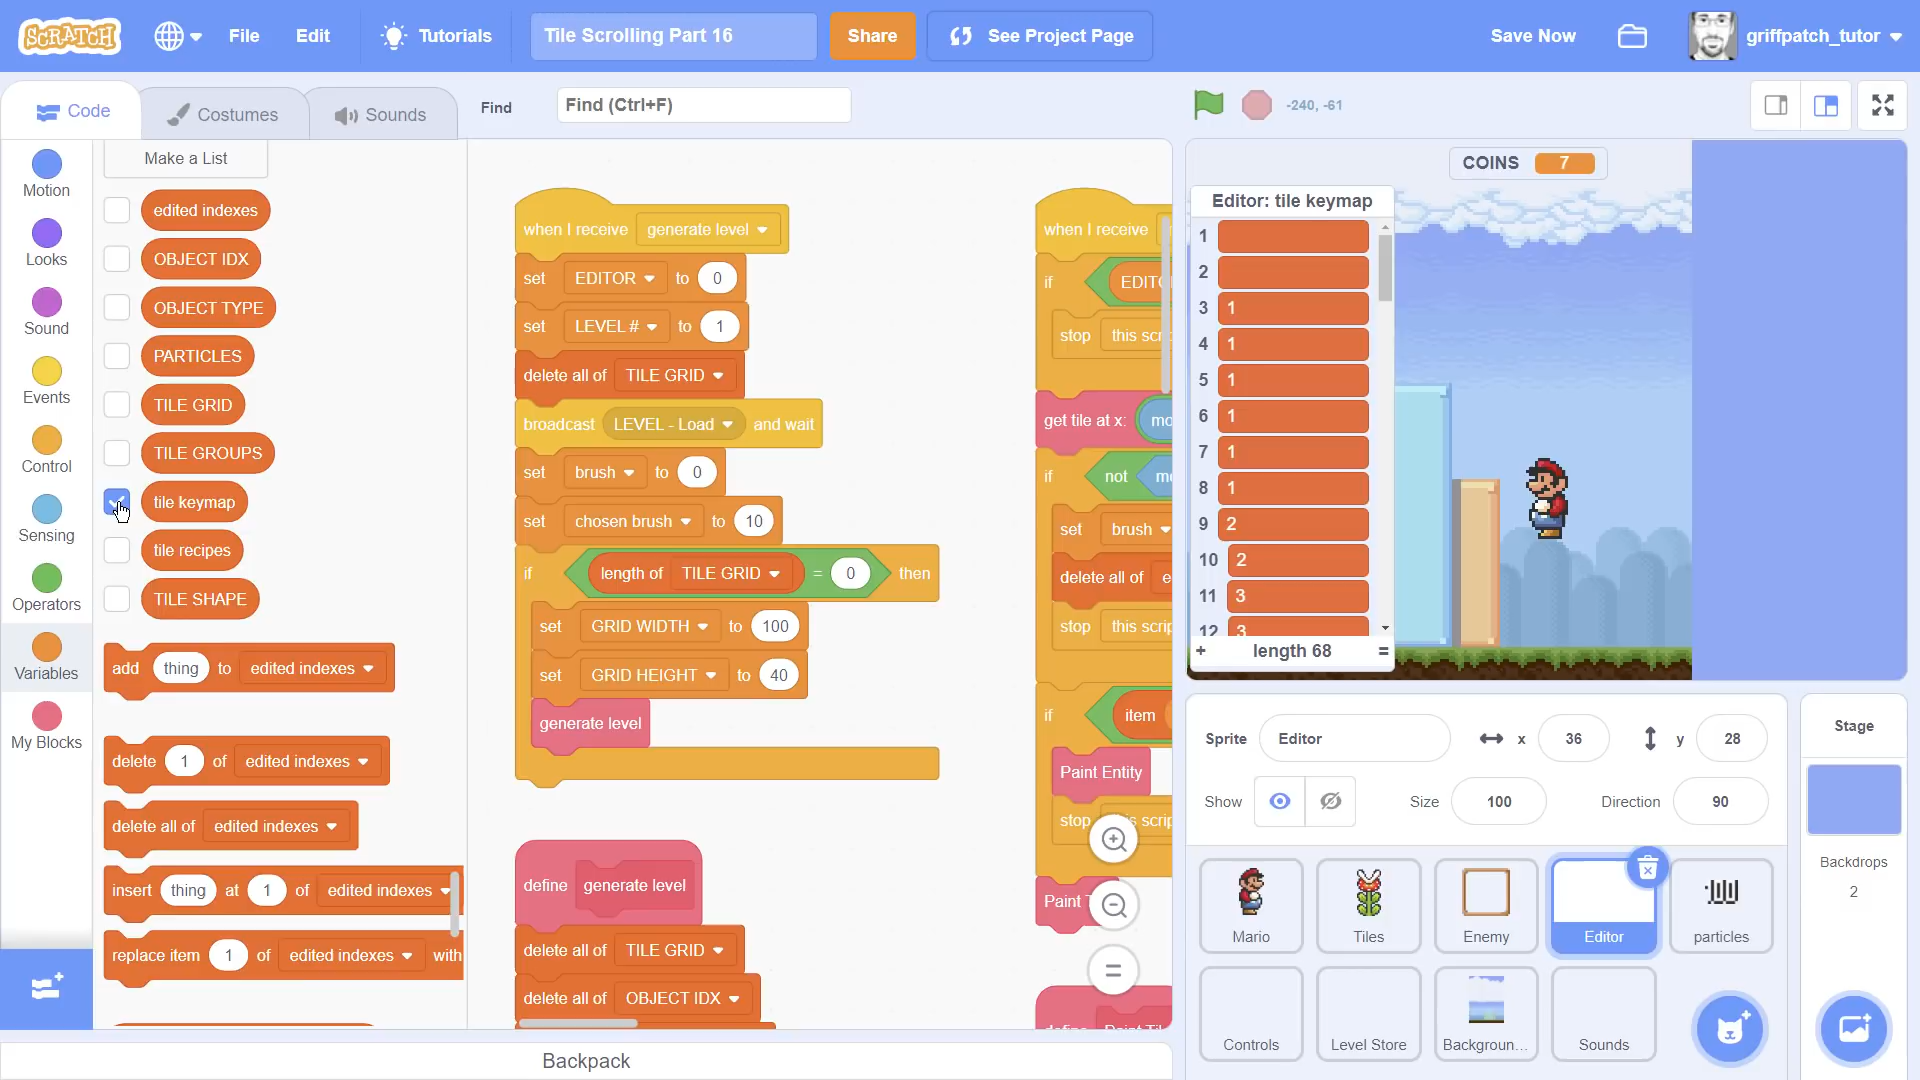 SCRATCH
File
Edit
Tutorials
Tile Scrolling Part 16
Share
See Project Page
Save Now
griffpatch_tutor
Code
Costumes
Sounds
Find
Find (Ctrl+F)
-240, -61
Motion
Looks
Sound
Events
Control
Sensing
Operators
Variables
My Blocks
Make a List
edited indexes
OBJECT IDX
OBJECT TYPE
PARTICLES
TILE GRID
TILE GROUPS
tile keymap
tile recipes
TILE SHAPE
add thing to edited indexes
delete 1 of edited indexes
delete all of edited indexes
insert thing at 1 of edited indexes
replace item 1 of edited indexes with
when I receive generate level
set EDITOR to 0
set LEVEL # to 1
delete all of TILE GRID
broadcast LEVEL - Load and wait
set brush to 0
set chosen brush to 10
if length of TILE GRID = 0 then
set GRID WIDTH to 100
set GRID HEIGHT to 40
generate level
define generate level
delete all of TILE GRID
delete all of OBJECT IDX
when I receive
if
stop
get tile at x:
if not
set brush
delete all of
stop
if item
Paint Entity
stop
Paint
define
COINS 7
Editor: tile keymap
1
2
3 1
4 1
5 1
6 1
7 1
8 1
9 2
10 2
11 3
12 3
+ length 68 =
Sprite Editor x 36 y 28
Show Size 100 Direction 90
Mario
Tiles
Enemy
Editor
particles
Controls
Level Store
Backgroun...
Sounds
Stage
Backdrops
2
Backpack